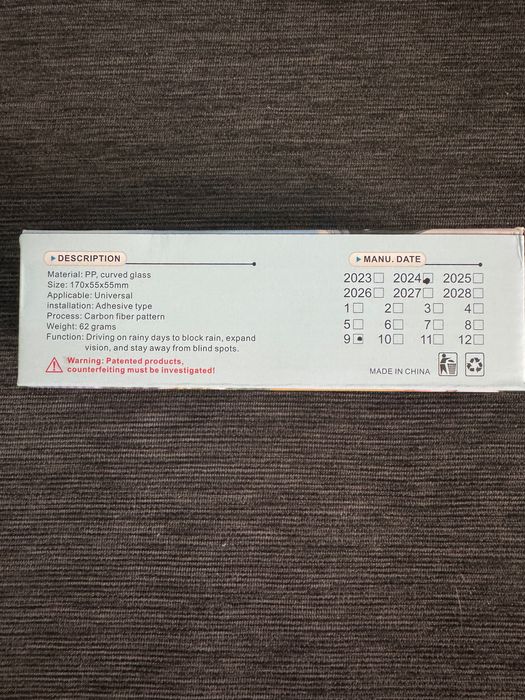 DESCRIPTION
Material: PP, curved glass
Size: 170x55x55mm
Applicable: Universal
installation: Adhesive type
Process: Carbon fiber pattern
Weight: 62 grams
Function: Driving on rainy days to block rain, expand
vision, and stay away from blind spots.
Warning: Patented products,
counterfeiting must be investigated!
MANU. DATE
2023 2024 2025
2026 2027 2028
1 2 3 4
5 6 7 8
9 10 11 12
MADE IN CHINA